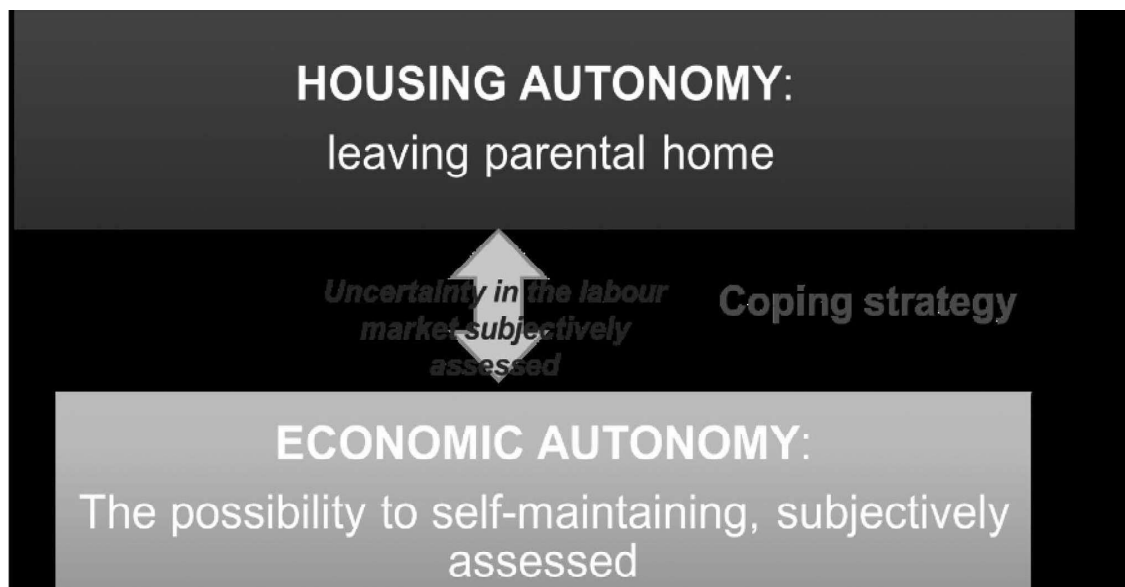 HOUSING AUTONOMY:
leaving parental home
Uncertainty in the labour
market subjectively
assessed
Coping strategy
ECONOMIC AUTONOMY:
The possibility to self-maintaining, subjectively
assessed